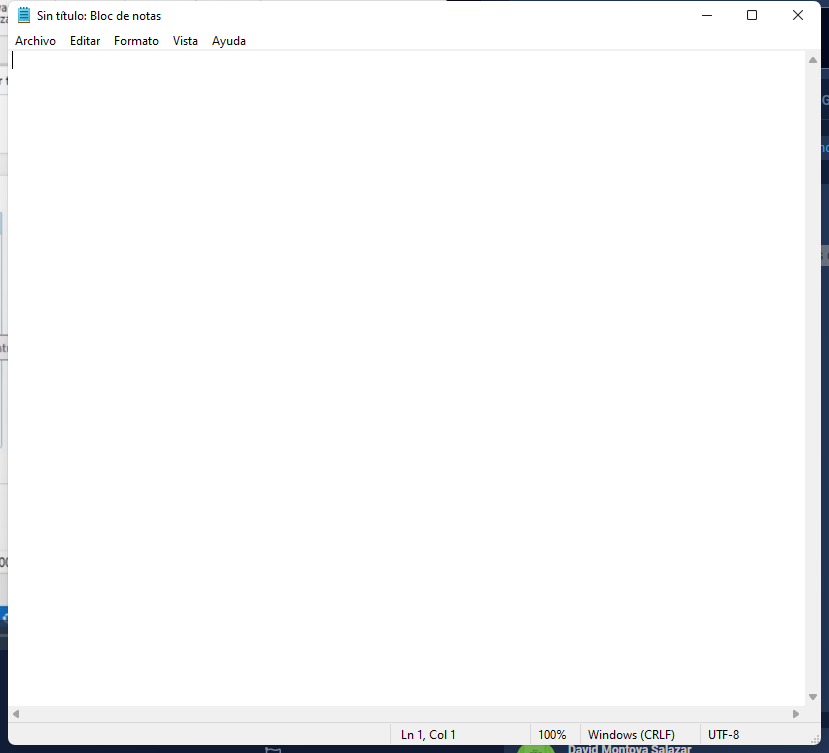 Sin título: Bloc de notas
Archivo Editar Formato Vista Ayuda
Ln 1, Col 1 100% Windows (CRLF) UTF-8
David Montoya Salazar